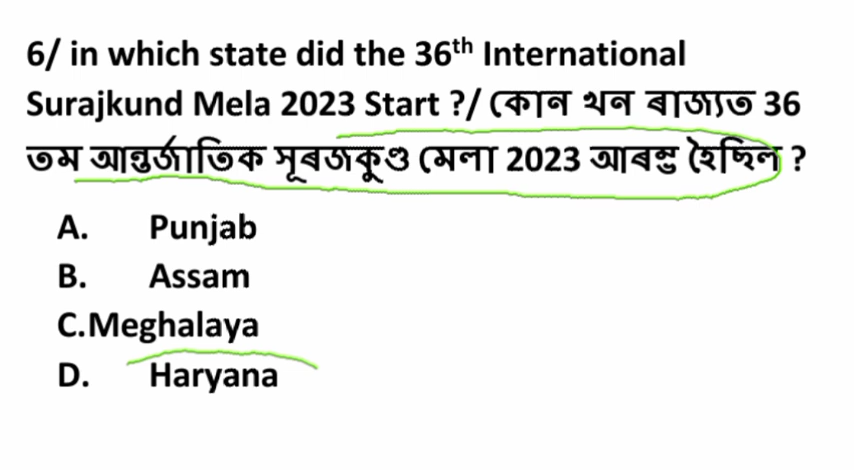 6/ in which state did the 36th International
Surajkund Mela 2023 Start ?/ কোন খন ৰাজ্যত 36
তম আন্তৰ্জাতিক সূৰজকুণ্ড মেলা 2023 আৰম্ভ হৈছিল ?
A. Punjab
B. Assam
C.Meghalaya
D. Haryana